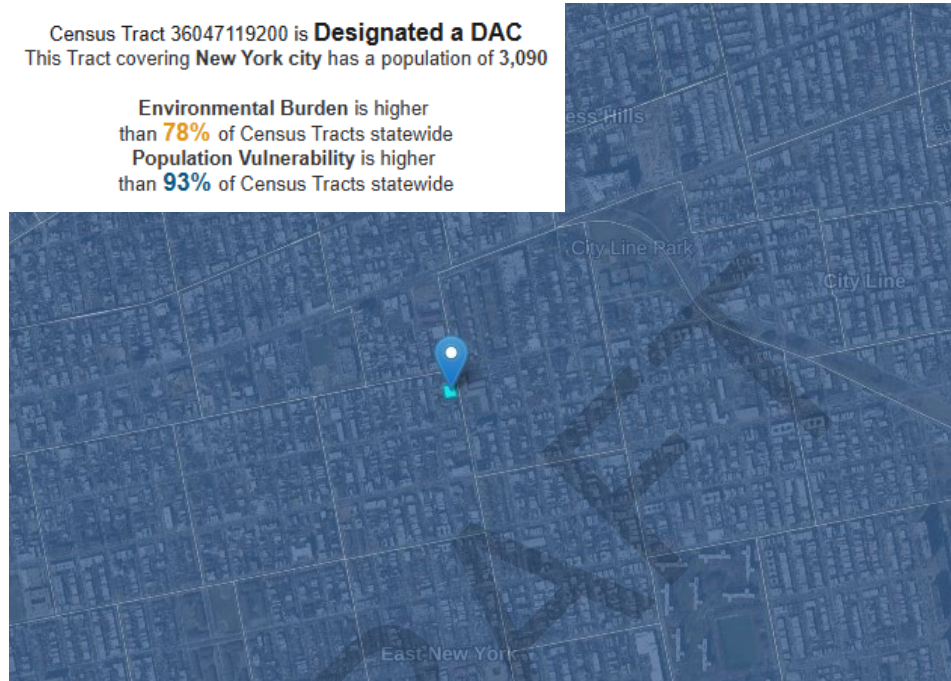 Census Tract 36047119200 is Designated a DAC
This Tract covering New York city has a population of 3,090
Environmental Burden is higher
than 78% of Census Tracts statewide
Population Vulnerability is higher
than 93% of Census Tracts statewide
ess Hills
City Line Park
City Line
East New York